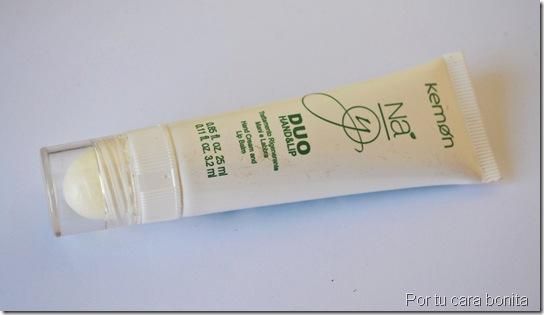 kemøn
Na
y
DUO
HAND&LIP
Trattamento Rigenerante
Mani e Labbra
Hand Cream and
Lip Balm
0.85 fl. oz. 25 ml
0.11 fl. oz. 3.2 ml
Por tu cara bonita